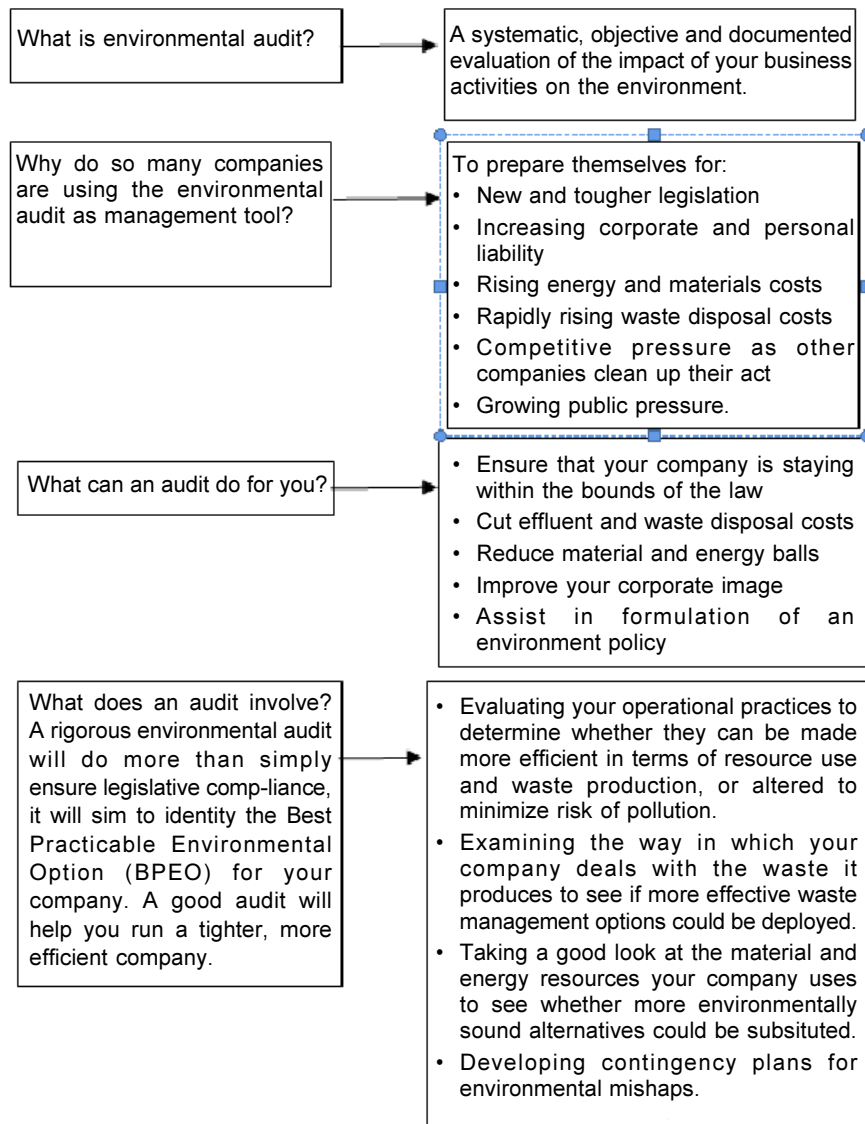 What is environmental audit?
A systematic, objective and documented
evaluation of the impact of your business
activities on the environment.
Why do so many companies
are using the environmental
audit as management tool?
To prepare themselves for:
• New and tougher legislation
• Increasing corporate and personal
liability
• Rising energy and materials costs
• Rapidly rising waste disposal costs
• Competitive pressure as other
companies clean up their act
• Growing public pressure.
What can an audit do for you?
• Ensure that your company is staying
within the bounds of the law
• Cut effluent and waste disposal costs
• Reduce material and energy balls
• Improve your corporate image
• Assist in formulation of an
environment policy
What does an audit involve?
A rigorous environmental audit
will do more than simply
ensure legislative comp-liance,
it will sim to identity the Best
Practicable Environmental
Option (BPEO) for your
company. A good audit will
help you run a tighter, more
efficient company.
• Evaluating your operational practices to
determine whether they can be made
more efficient in terms of resource use
and waste production, or altered to
minimize risk of pollution.
• Examining the way in which your
company deals with the waste it
produces to see if more effective waste
management options could be deployed.
• Taking a good look at the material and
energy resources your company uses
to see whether more environmentally
sound alternatives could be subsituted.
• Developing contingency plans for
environmental mishaps.